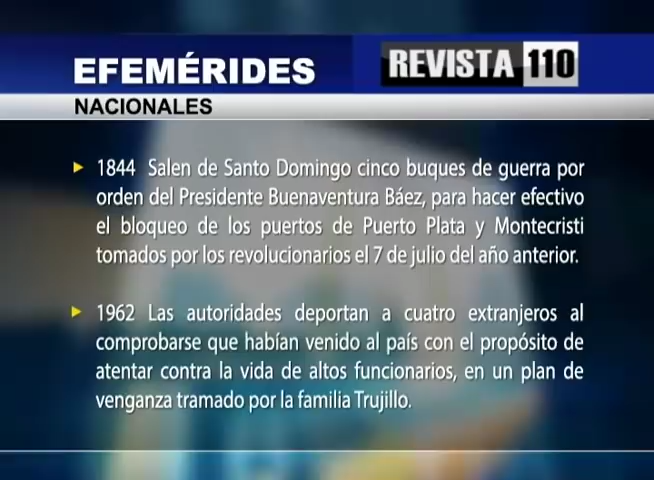 EFEMÉRIDES
REVISTA 110
NACIONALES
1844 Salen de Santo Domingo cinco buques de guerra por
orden del Presidente Buenaventura Báez, para hacer efectivo
el bloqueo de los puertos de Puerto Plata y Montecristi
tomados por los revolucionarios el 7 de julio del año anterior.
1962 Las autoridades deportan a cuatro extranjeros al
comprobarse que habían venido al país con el propósito de
atentar contra la vida de altos funcionarios, en un plan de
venganza tramado por la familia Trujillo.